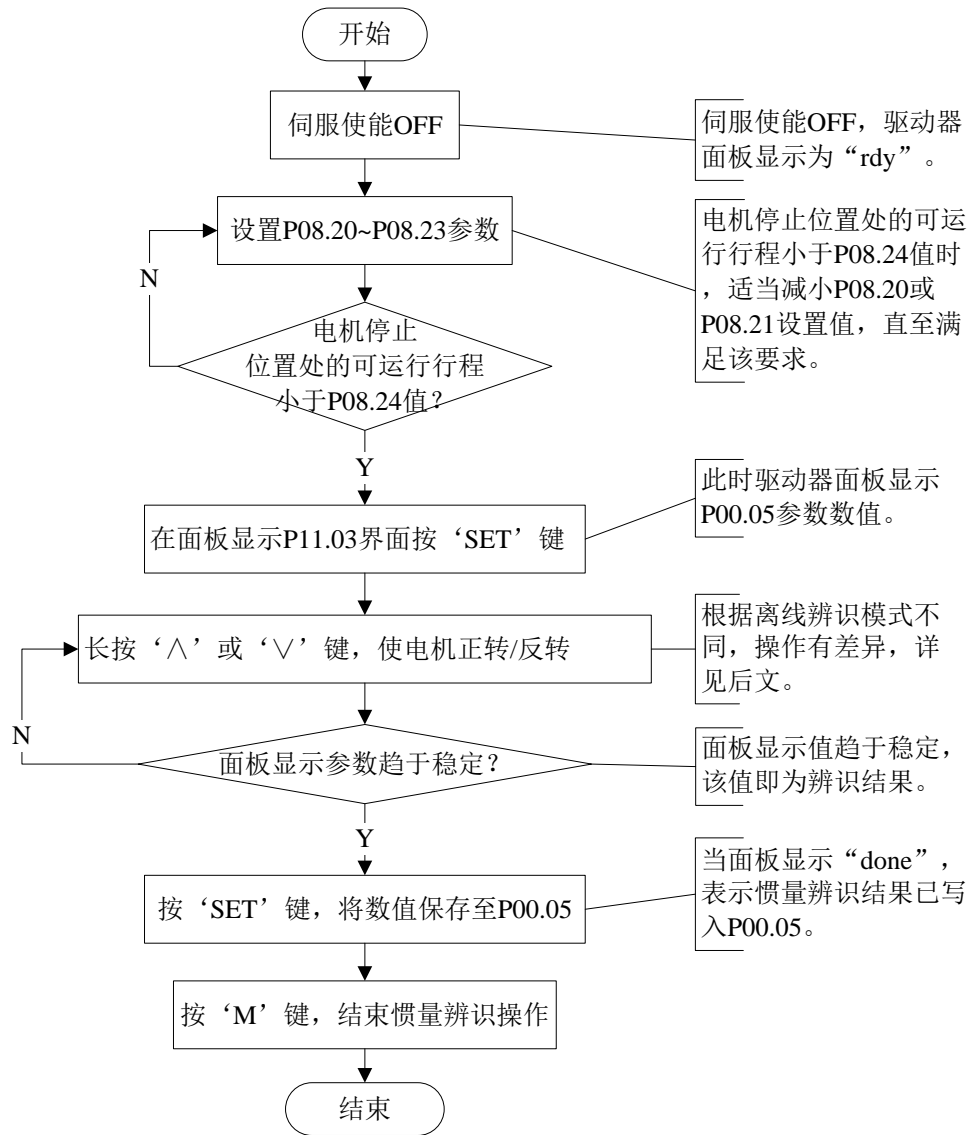 开始
伺服使能OFF
伺服使能OFF，驱动器
面板显示为“rdy”。
设置P08.20~P08.23参数
电机停止位置处的可运
行行程小于P08.24值时
，适当减小P08.20或
P08.21设置值，直至满
足该要求。
N
电机停止
位置处的可运行行程
小于P08.24值？
Y
此时驱动器面板显示
P00.05参数数值。
在面板显示P11.03界面按‘SET’键
根据离线辨识模式不
同，操作有差异，详
见后文。
长按‘∧’或‘∨’键，使电机正转/反转
N
面板显示参数趋于稳定？
面板显示值趋于稳定，
该值即为辨识结果。
Y
当面板显示“done”，
表示惯量辨识结果已写
入P00.05。
按‘SET’键，将数值保存至P00.05
按‘M’键，结束惯量辨识操作
结束